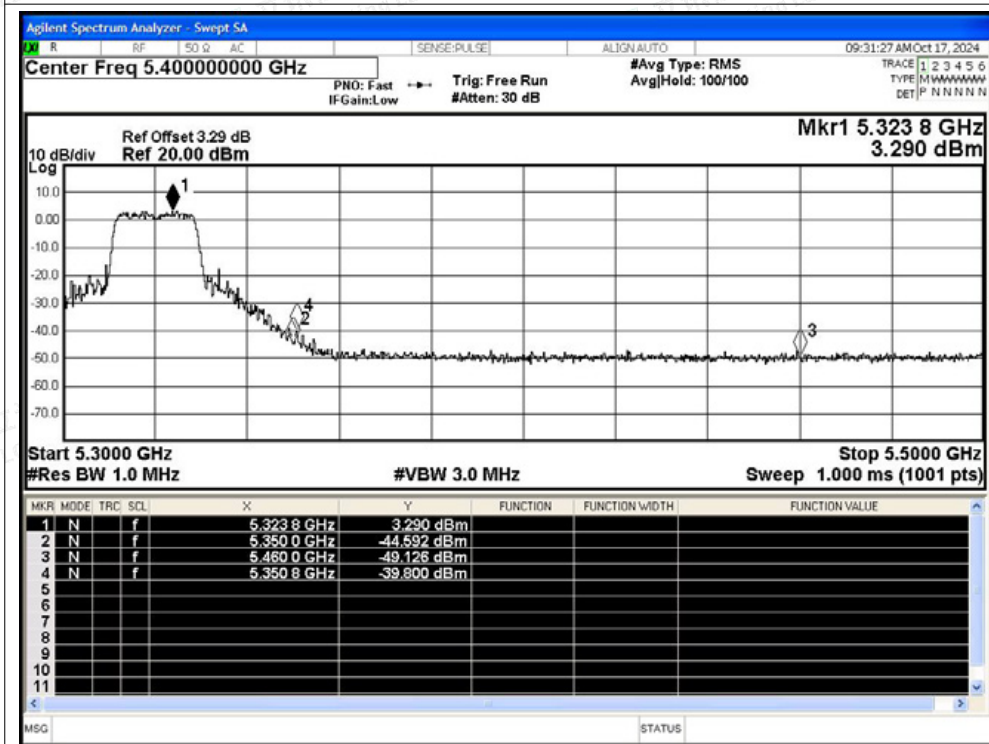 Agilent Spectrum Analyzer - Swept SA
LXI R RF 50 Ω AC SENSE:PULSE ALIGN AUTO 09:31:27 AM Oct 17, 2024
Center Freq 5.400000000 GHz
#Avg Type: RMS
TRACE 1 2 3 4 5 6
PNO: Fast Trig: Free Run Avg|Hold: 100/100
TYPE M WWWWW
IFGain:Low #Atten: 30 dB
DET P N N N N N
Mkr1 5.323 8 GHz
3.290 dBm
Ref Offset 3.29 dB
10 dB/div Ref 20.00 dBm
Log
10.0
0.00
-10.0
-20.0
-30.0
-40.0
-50.0
-60.0
-70.0
1
4
2
3
Start 5.3000 GHz Stop 5.5000 GHz
#Res BW 1.0 MHz #VBW 3.0 MHz Sweep 1.000 ms (1001 pts)
MKR MODE TRC SCL X Y FUNCTION FUNCTION WIDTH FUNCTION VALUE
1 N f 5.323 8 GHz 3.290 dBm
2 N f 5.350 0 GHz -44.592 dBm
3 N f 5.460 0 GHz -49.126 dBm
4 N f 5.350 8 GHz -39.800 dBm
5
6
7
8
9
10
11
MSG STATUS